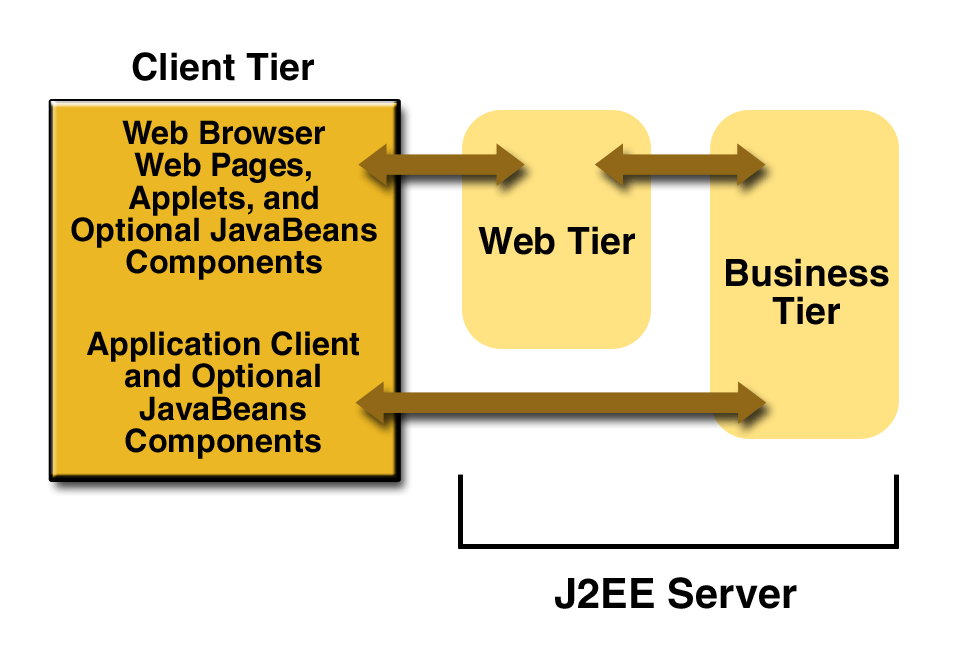 Client Tier
Web Browser
Web Pages,
Applets, and
Optional JavaBeans
Components
Application Client
and Optional
JavaBeans
Components
Web Tier
Business
Tier
J2EE Server